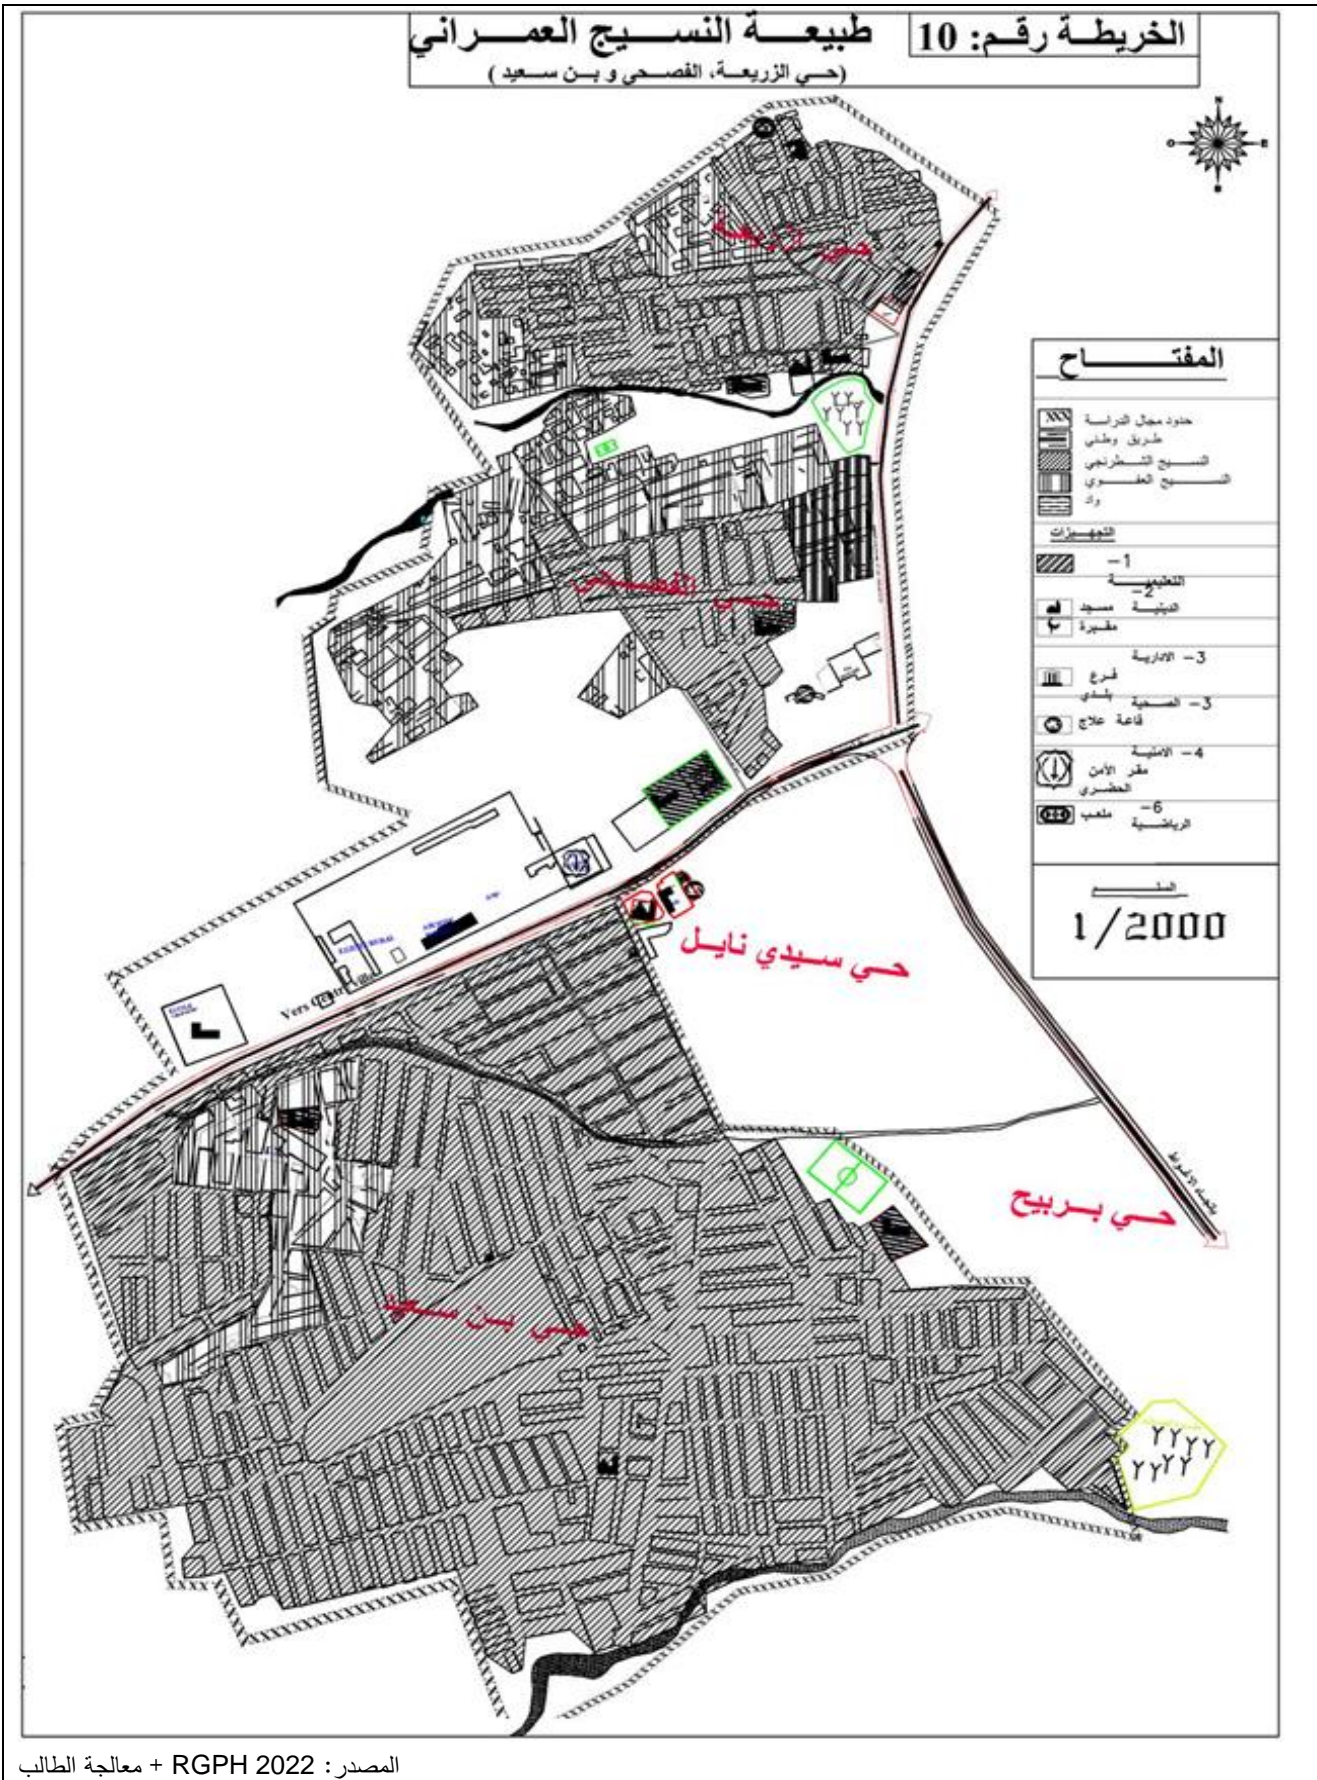 الخريطة رقم: 10
طبيعة النسيج العمراني
(حي الزريعة، الفصحى و بن سعيد )
N
O
E
حي الزريعة
حي الفصحى
حي سيدي نايل
حي بربيح
حي بن سعيد
باتجاه الاغواط
المفتاح
حدود مجال الدراسة
طريق وطني
النسيج الشطرنجي
النسيج العفوي
واد
التجهيزات
1-
التعليمية
2-
الدينية
مسجد
مقبرة
3- الادارية
فرع
بلدي
3- الصحية
قاعة علاج
4- الامنية
مقر الأمن
الحضري
6-
الرياضية
ملعب
السلم
1/2000
المصدر: RGPH 2022 + معالجة الطالب